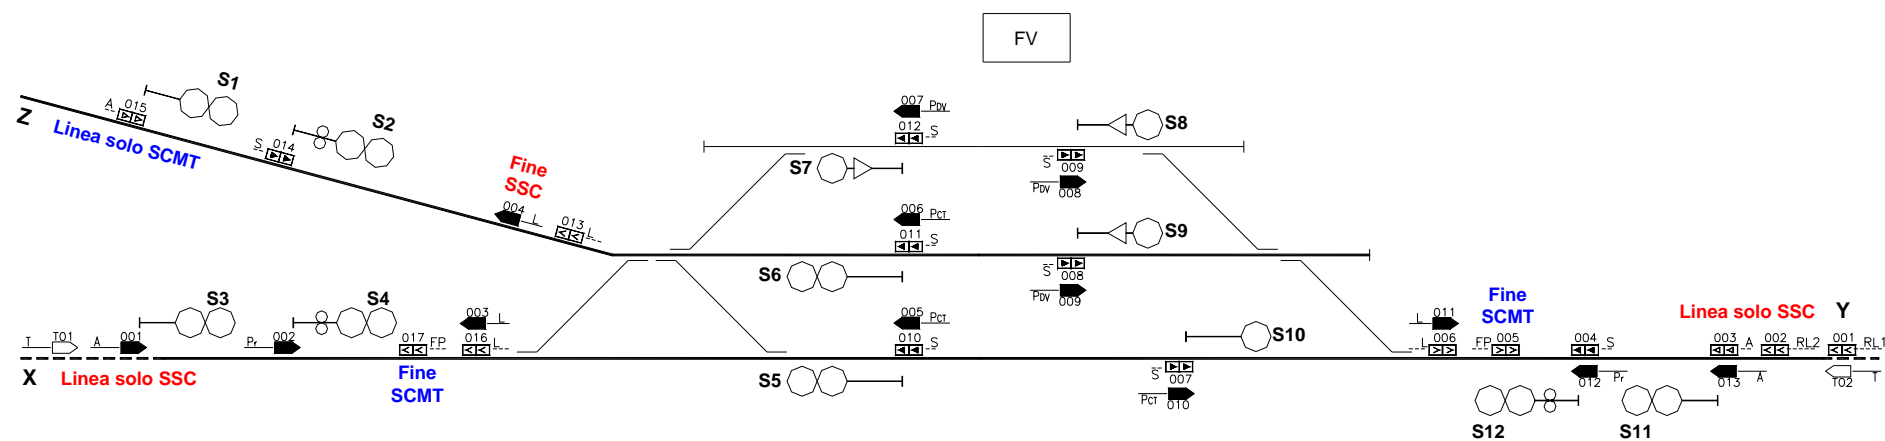 FV
S1
A
015
Z
Linea solo SCMT
S2
S
014
Fine
SSC
004
L
013
L
007
PDV
012
S
S8
S7
S
009
PDV
008
006
PCT
011
S
S9
S6
S
008
PDV
009
S3
S4
T
T01
A
001
Pr
002
003
L
017
FP
016
L
X
Linea solo SSC
Fine
SCMT
005
PCT
010
S
S5
S10
S
007
PCT
010
L
011
L
006
FP
005
Fine
SCMT
004
S
Linea solo SSC
Y
003
A
002
RL2
001
RL1
012
Pr
013
A
T02
T
S12
S11